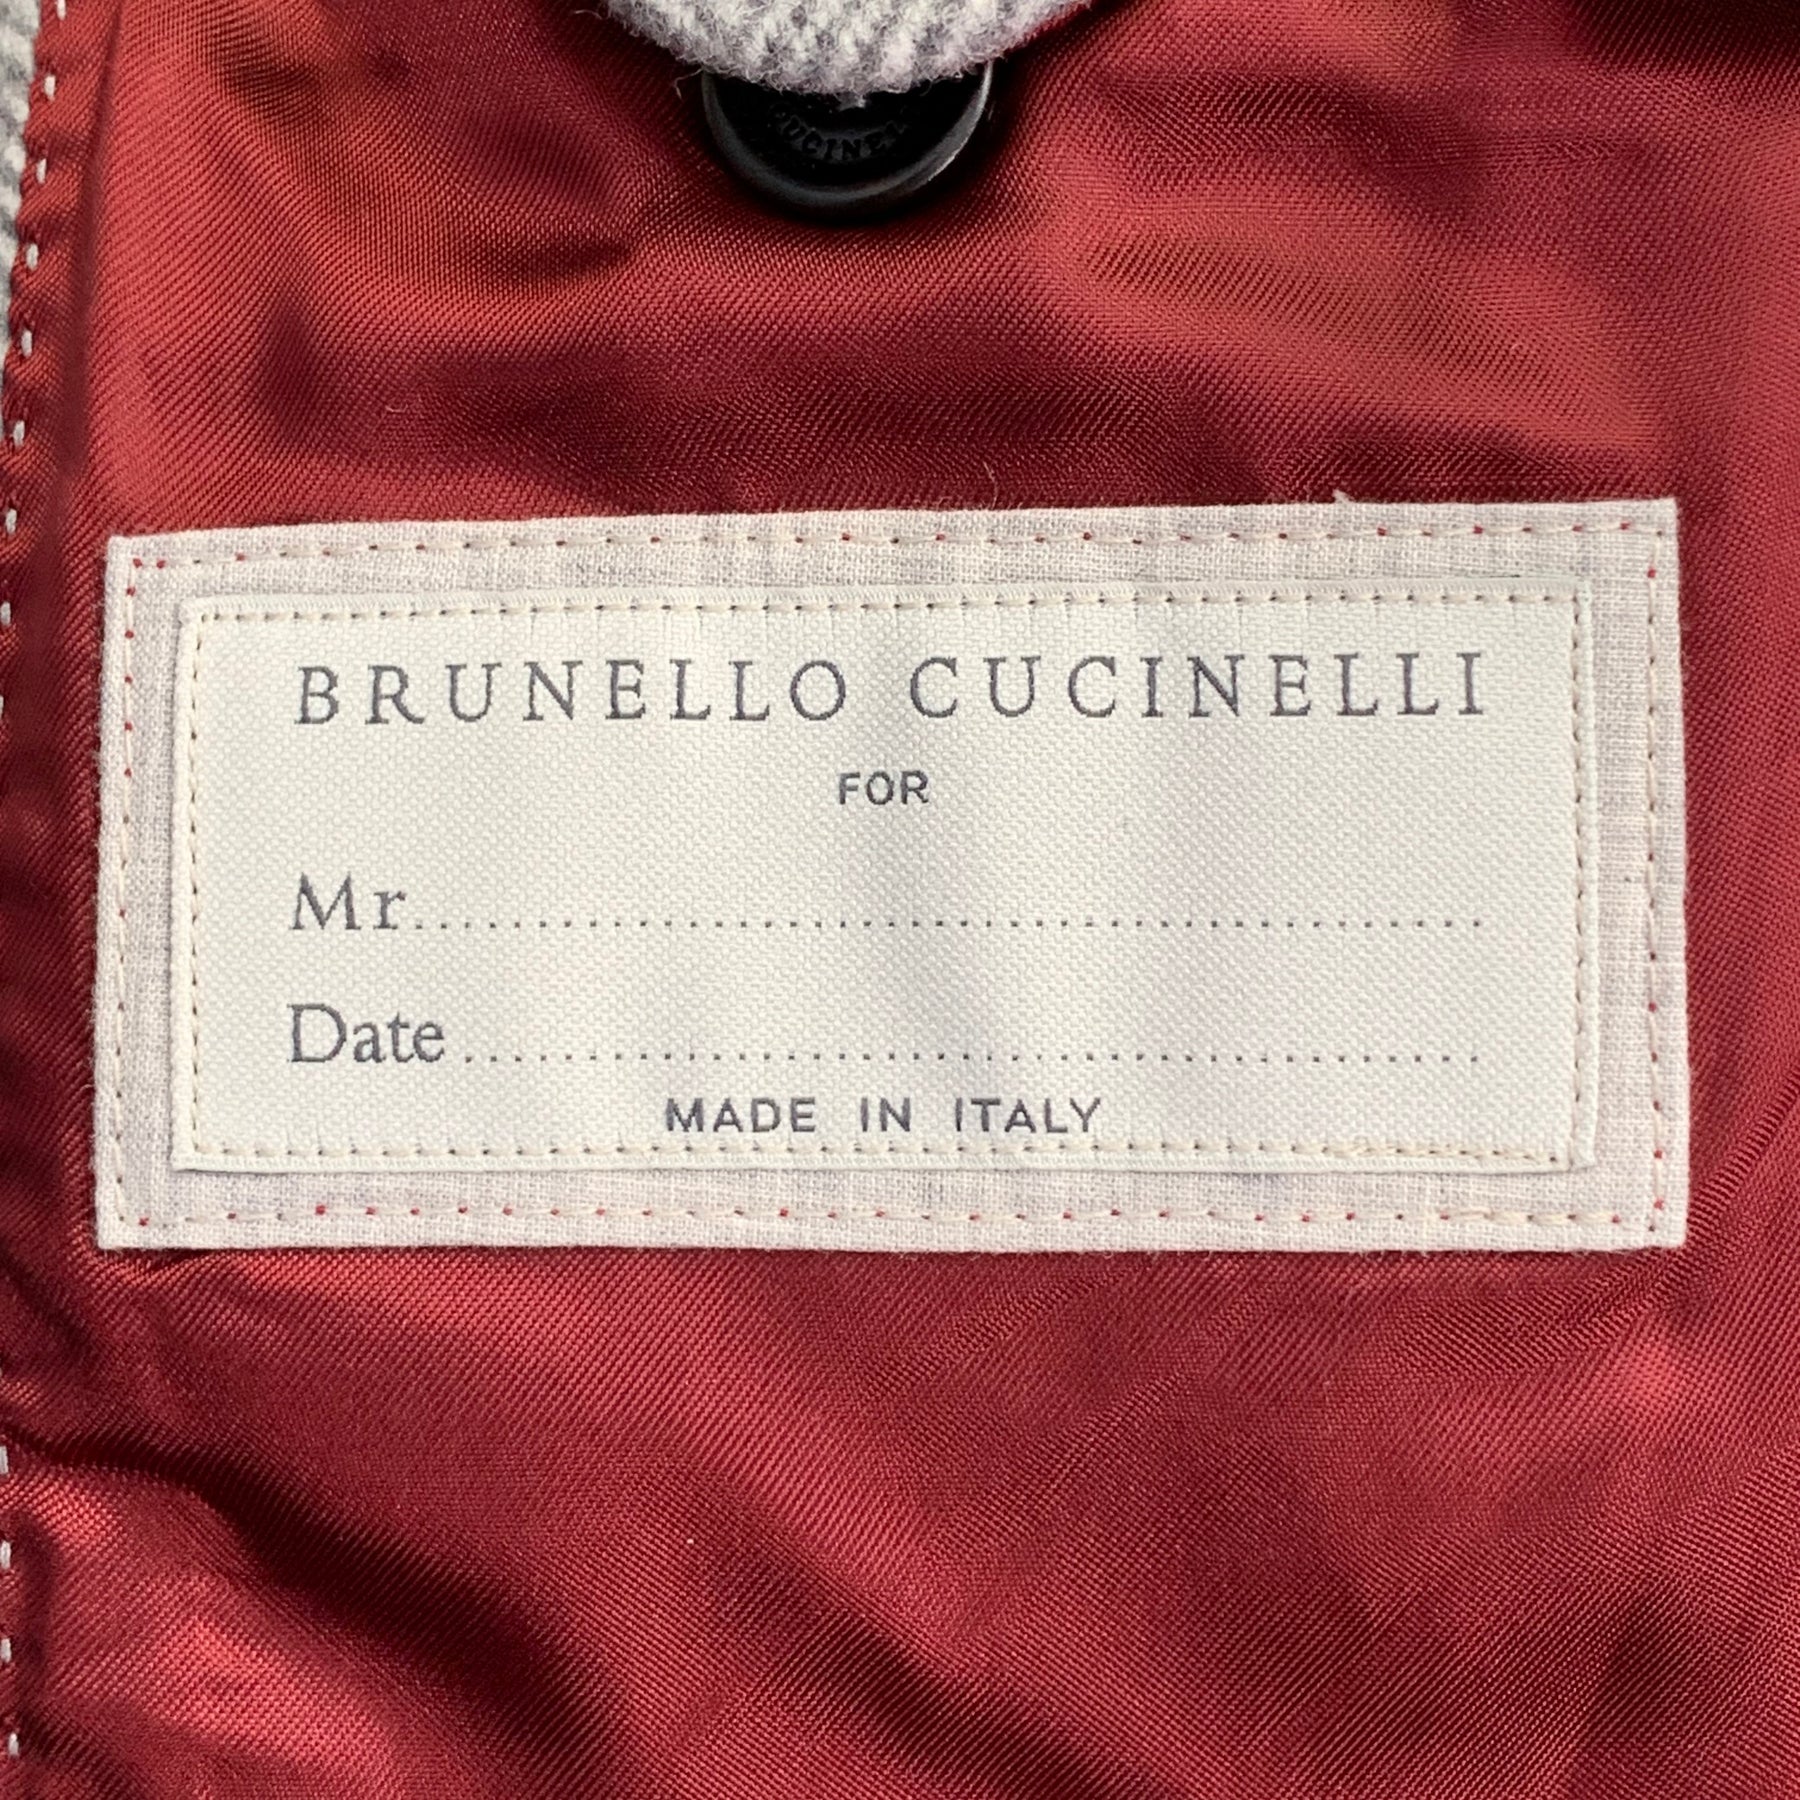 BRUNELLO CUCINELLI
FOR
Mr..........................................
Date........................................
MADE IN ITALY